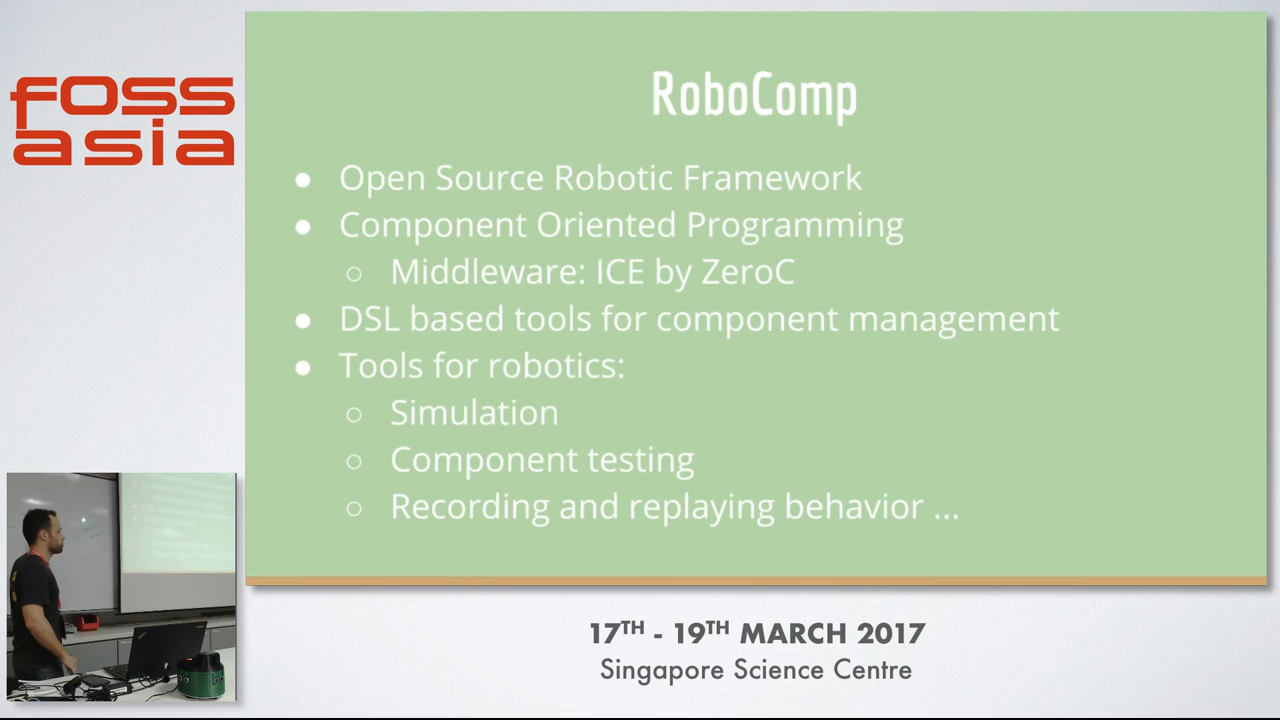 foss
asia
RoboComp
● Open Source Robotic Framework
● Component Oriented Programming
○ Middleware: ICE by ZeroC
● DSL based tools for component management
● Tools for robotics:
○ Simulation
○ Component testing
○ Recording and replaying behavior ...
17TH - 19TH MARCH 2017
Singapore Science Centre